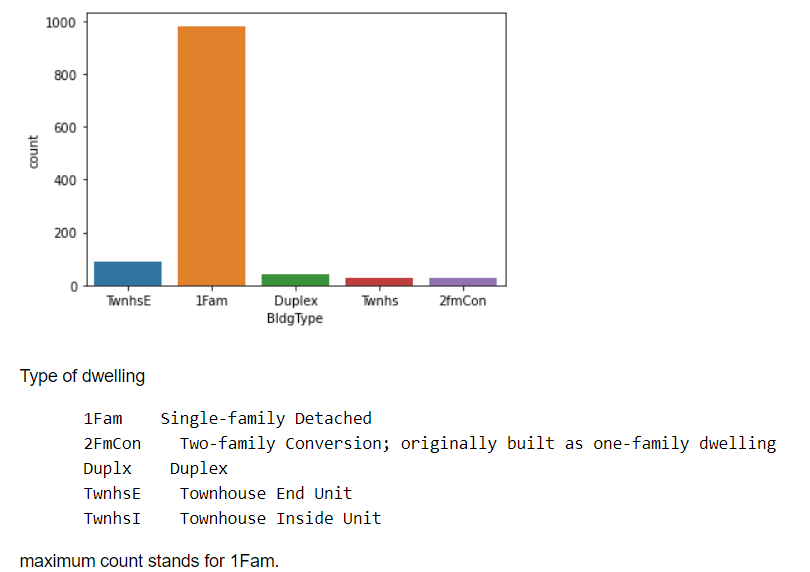 1000
800
600
400
200
0
count
TwnhsE 1Fam Duplex Twnhs 2fmCon
BldgType
Type of dwelling
1Fam Single-family Detached
2FmCon Two-family Conversion; originally built as one-family dwelling
Duplx Duplex
TwnhsE Townhouse End Unit
TwnhsI Townhouse Inside Unit
maximum count stands for 1Fam.